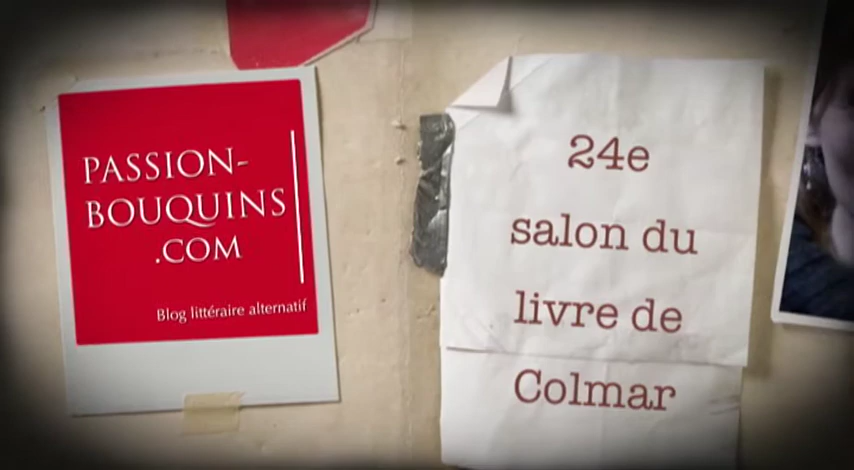 PASSION-
BOUQUINS
.COM
Blog littéraire alternatif
24e
salon du
livre de
Colmar